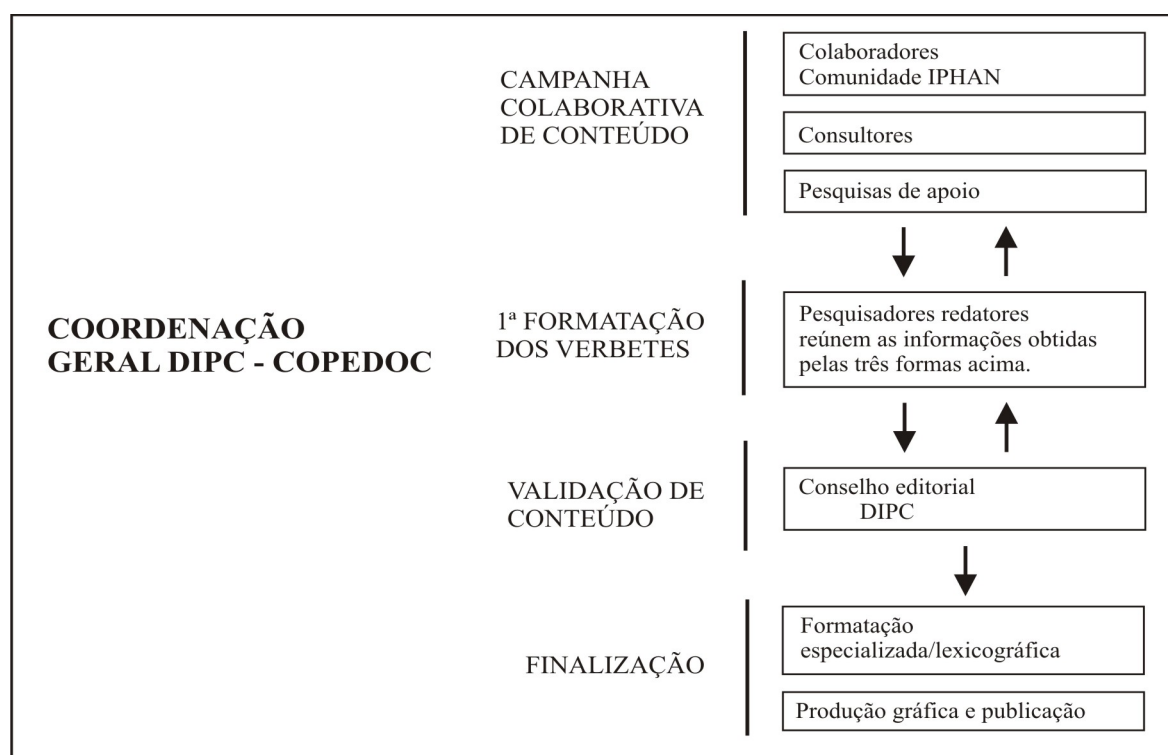 CAMPANHA
COLABORATIVA
DE CONTEÚDO
Colaboradores
Comunidade IPHAN
Consultores
Pesquisas de apoio
COORDENAÇÃO
GERAL DIPC - COPEDOC
1ª FORMATAÇÃO
DOS VERBETES
Pesquisadores redatores
reúnem as informações obtidas
pelas três formas acima.
VALIDAÇÃO DE
CONTEÚDO
Conselho editorial
DIPC
FINALIZAÇÃO
Formatação
especializada/lexicográfica
Produção gráfica e publicação